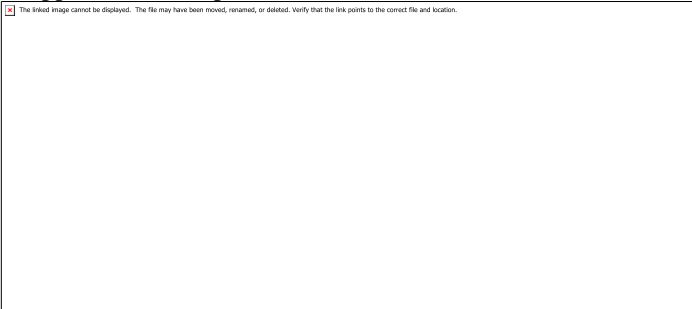 The linked image cannot be displayed. The file may have been moved, renamed, or deleted. Verify that the link points to the correct file and location.